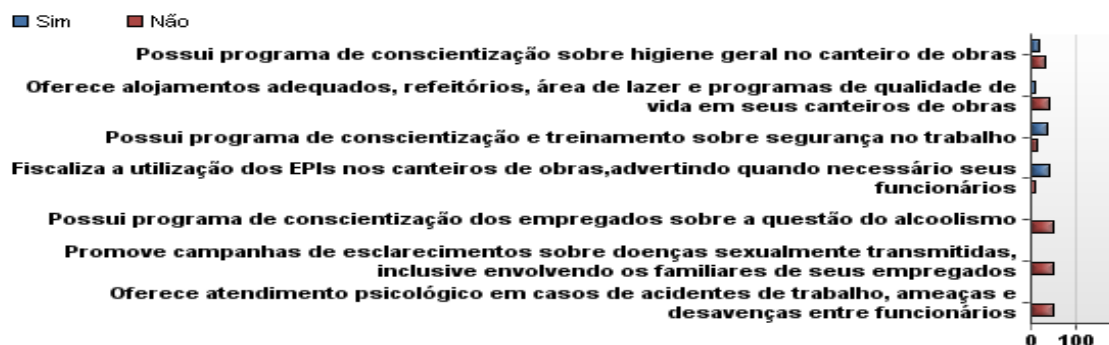 Sim Não
Possui programa de conscientização sobre higiene geral no canteiro de obras
Oferece alojamentos adequados, refeitórios, área de lazer e programas de qualidade de
vida em seus canteiros de obras
Possui programa de conscientização e treinamento sobre segurança no trabalho
Fiscaliza a utilização dos EPIs nos canteiros de obras,advertindo quando necessário seus
funcionários
Possui programa de conscientização dos empregados sobre a questão do alcoolismo
Promove campanhas de esclarecimentos sobre doenças sexualmente transmitidas,
inclusive envolvendo os familiares de seus empregados
Oferece atendimento psicológico em casos de acidentes de trabalho, ameaças e
desavenças entre funcionários
0 100